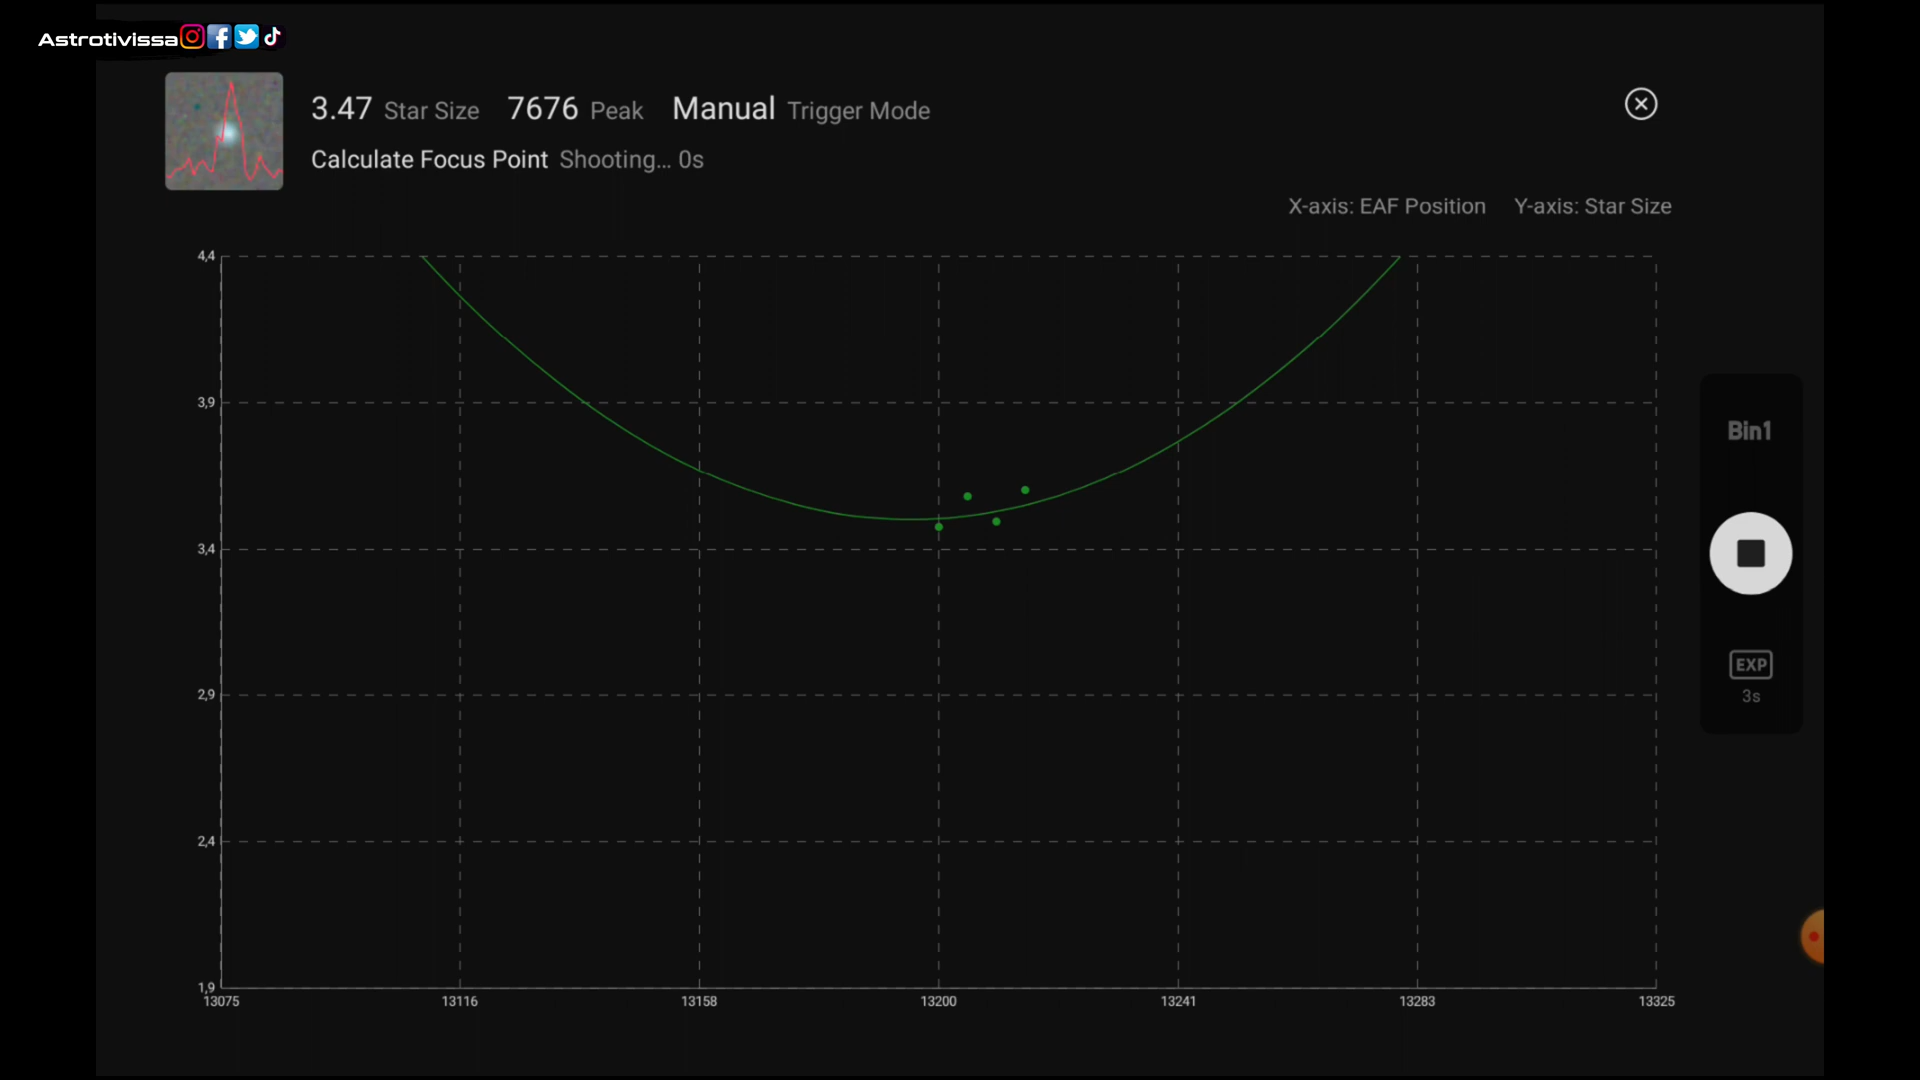 Astrotivissa
3.47 Star Size 7676 Peak Manual Trigger Mode
Calculate Focus Point Shooting... 0s
X-axis: EAF Position Y-axis: Star Size
4,4
3,9
3,4
2,9
2,4
1,9
13075 13116 13158 13200 13241 13283 13325
Bin1
EXP
3s